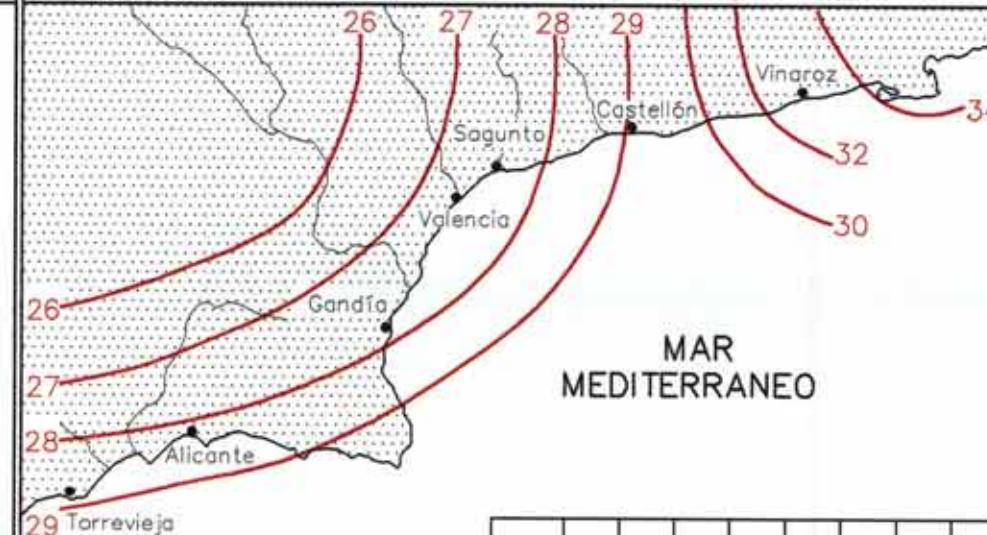 26
27
28
29
Vinaroz
Castellón
34
Sagunto
32
Valencia
30
26
Gandía
MAR
MEDITERRANEO
27
28
Alicante
29
Torrevieja